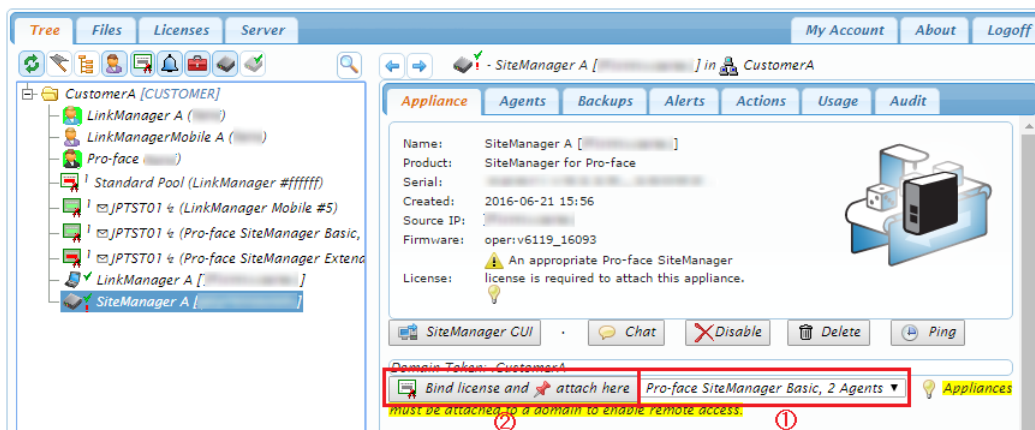 Tree Files Licenses Server My Account About Logoff
- SiteManager A [ ] in CustomerA
CustomerA [CUSTOMER]
LinkManager A ( )
LinkManagerMobile A ( )
Pro-face )
! Standard Pool (LinkManager #ffffff)
! JPTST01 (LinkManager Mobile #5)
! JPTST01 (Pro-face SiteManager Basic,
! JPTST01 (Pro-face SiteManager Extend
LinkManager A [ ]
SiteManager A [ ]
Appliance Agents Backups Alerts Actions Usage Audit
Name: SiteManager A [ ]
Product: SiteManager for Pro-face
Serial:
Created: 2016-06-21 15:56
Source IP:
Firmware: oper:v6119_16093
An appropriate Pro-face SiteManager
License: license is required to attach this appliance.
SiteManager GUI · Chat Disable Delete Ping
Domain Token: .CustomerA
Bind license and attach here Pro-face SiteManager Basic, 2 Agents ▼ Appliances
must be attached to a domain to enable remote access.
② ①